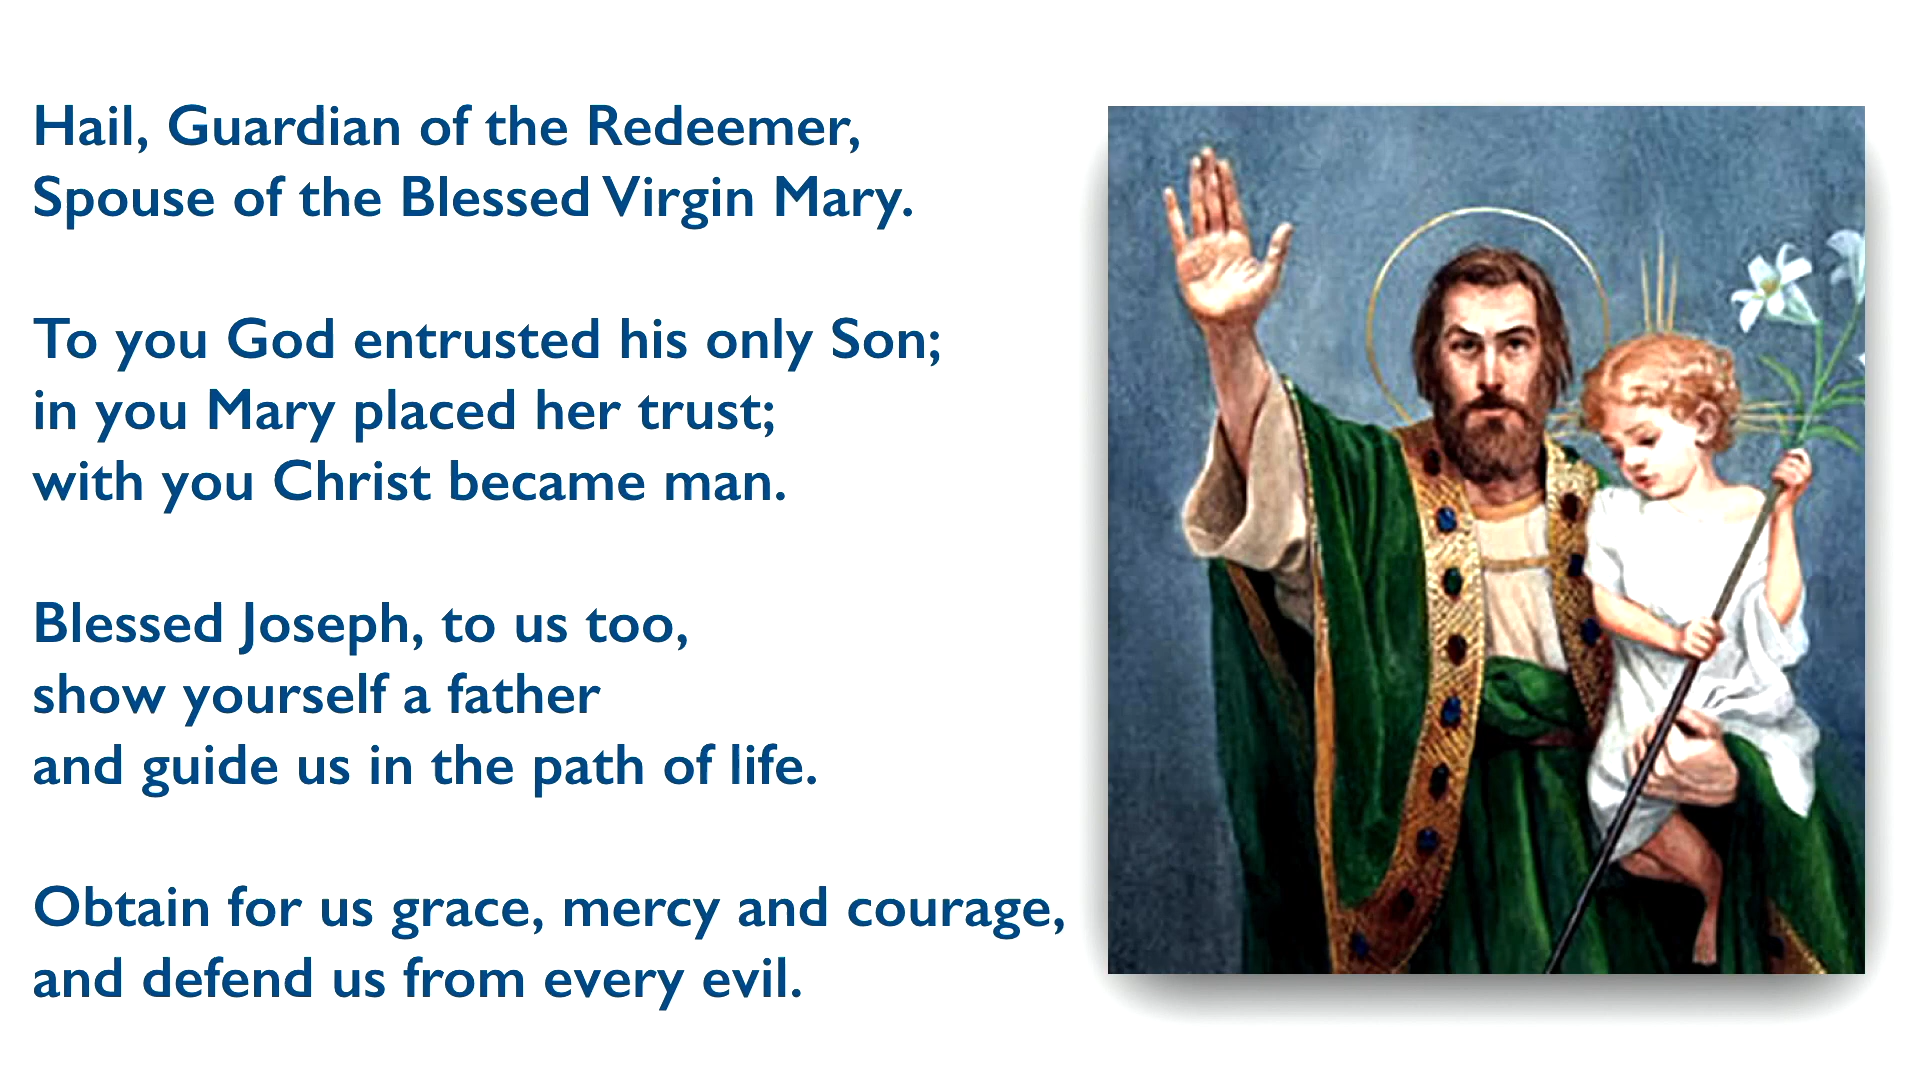 Hail, Guardian of the Redeemer,
Spouse of the Blessed Virgin Mary.
To you God entrusted his only Son;
in you Mary placed her trust;
with you Christ became man.
Blessed Joseph, to us too,
show yourself a father
and guide us in the path of life.
Obtain for us grace, mercy and courage,
and defend us from every evil.